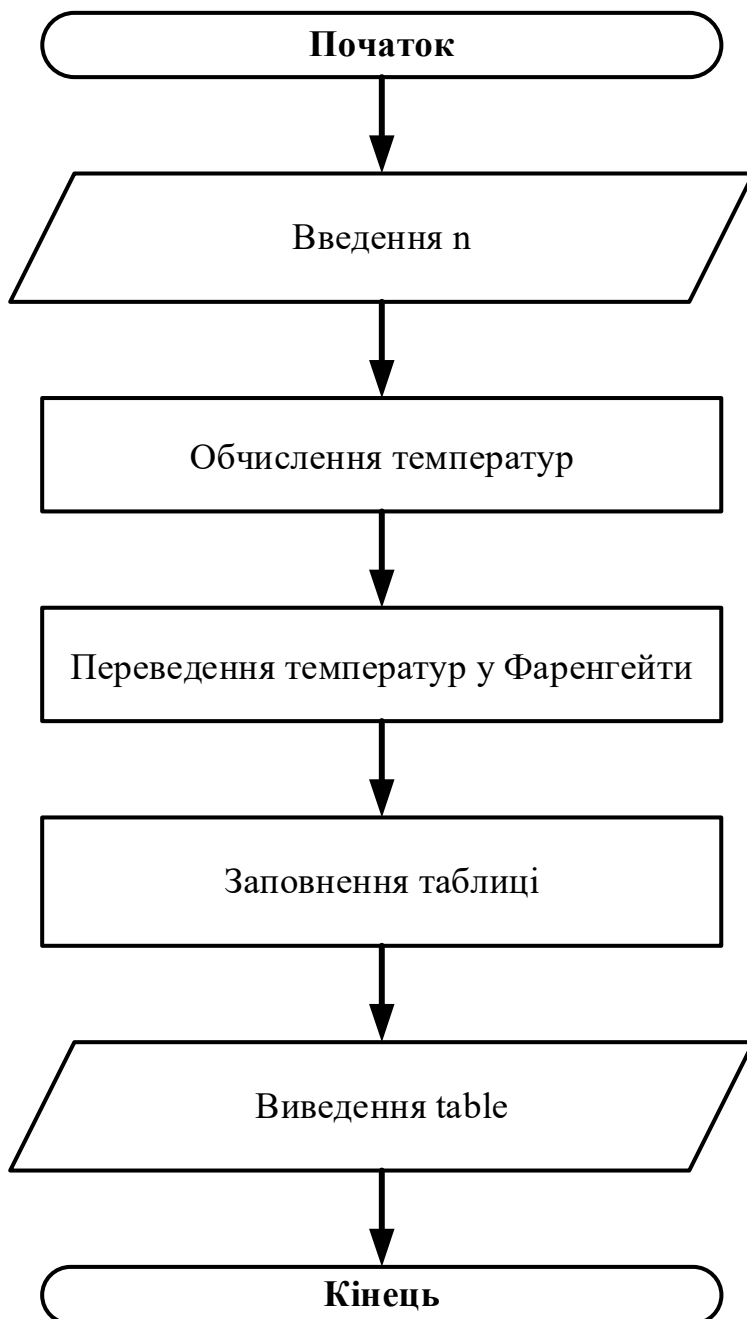 Початок
Введення n
Обчислення температур
Переведення температур у Фаренгейти
Заповнення таблиці
Виведення table
Кінець